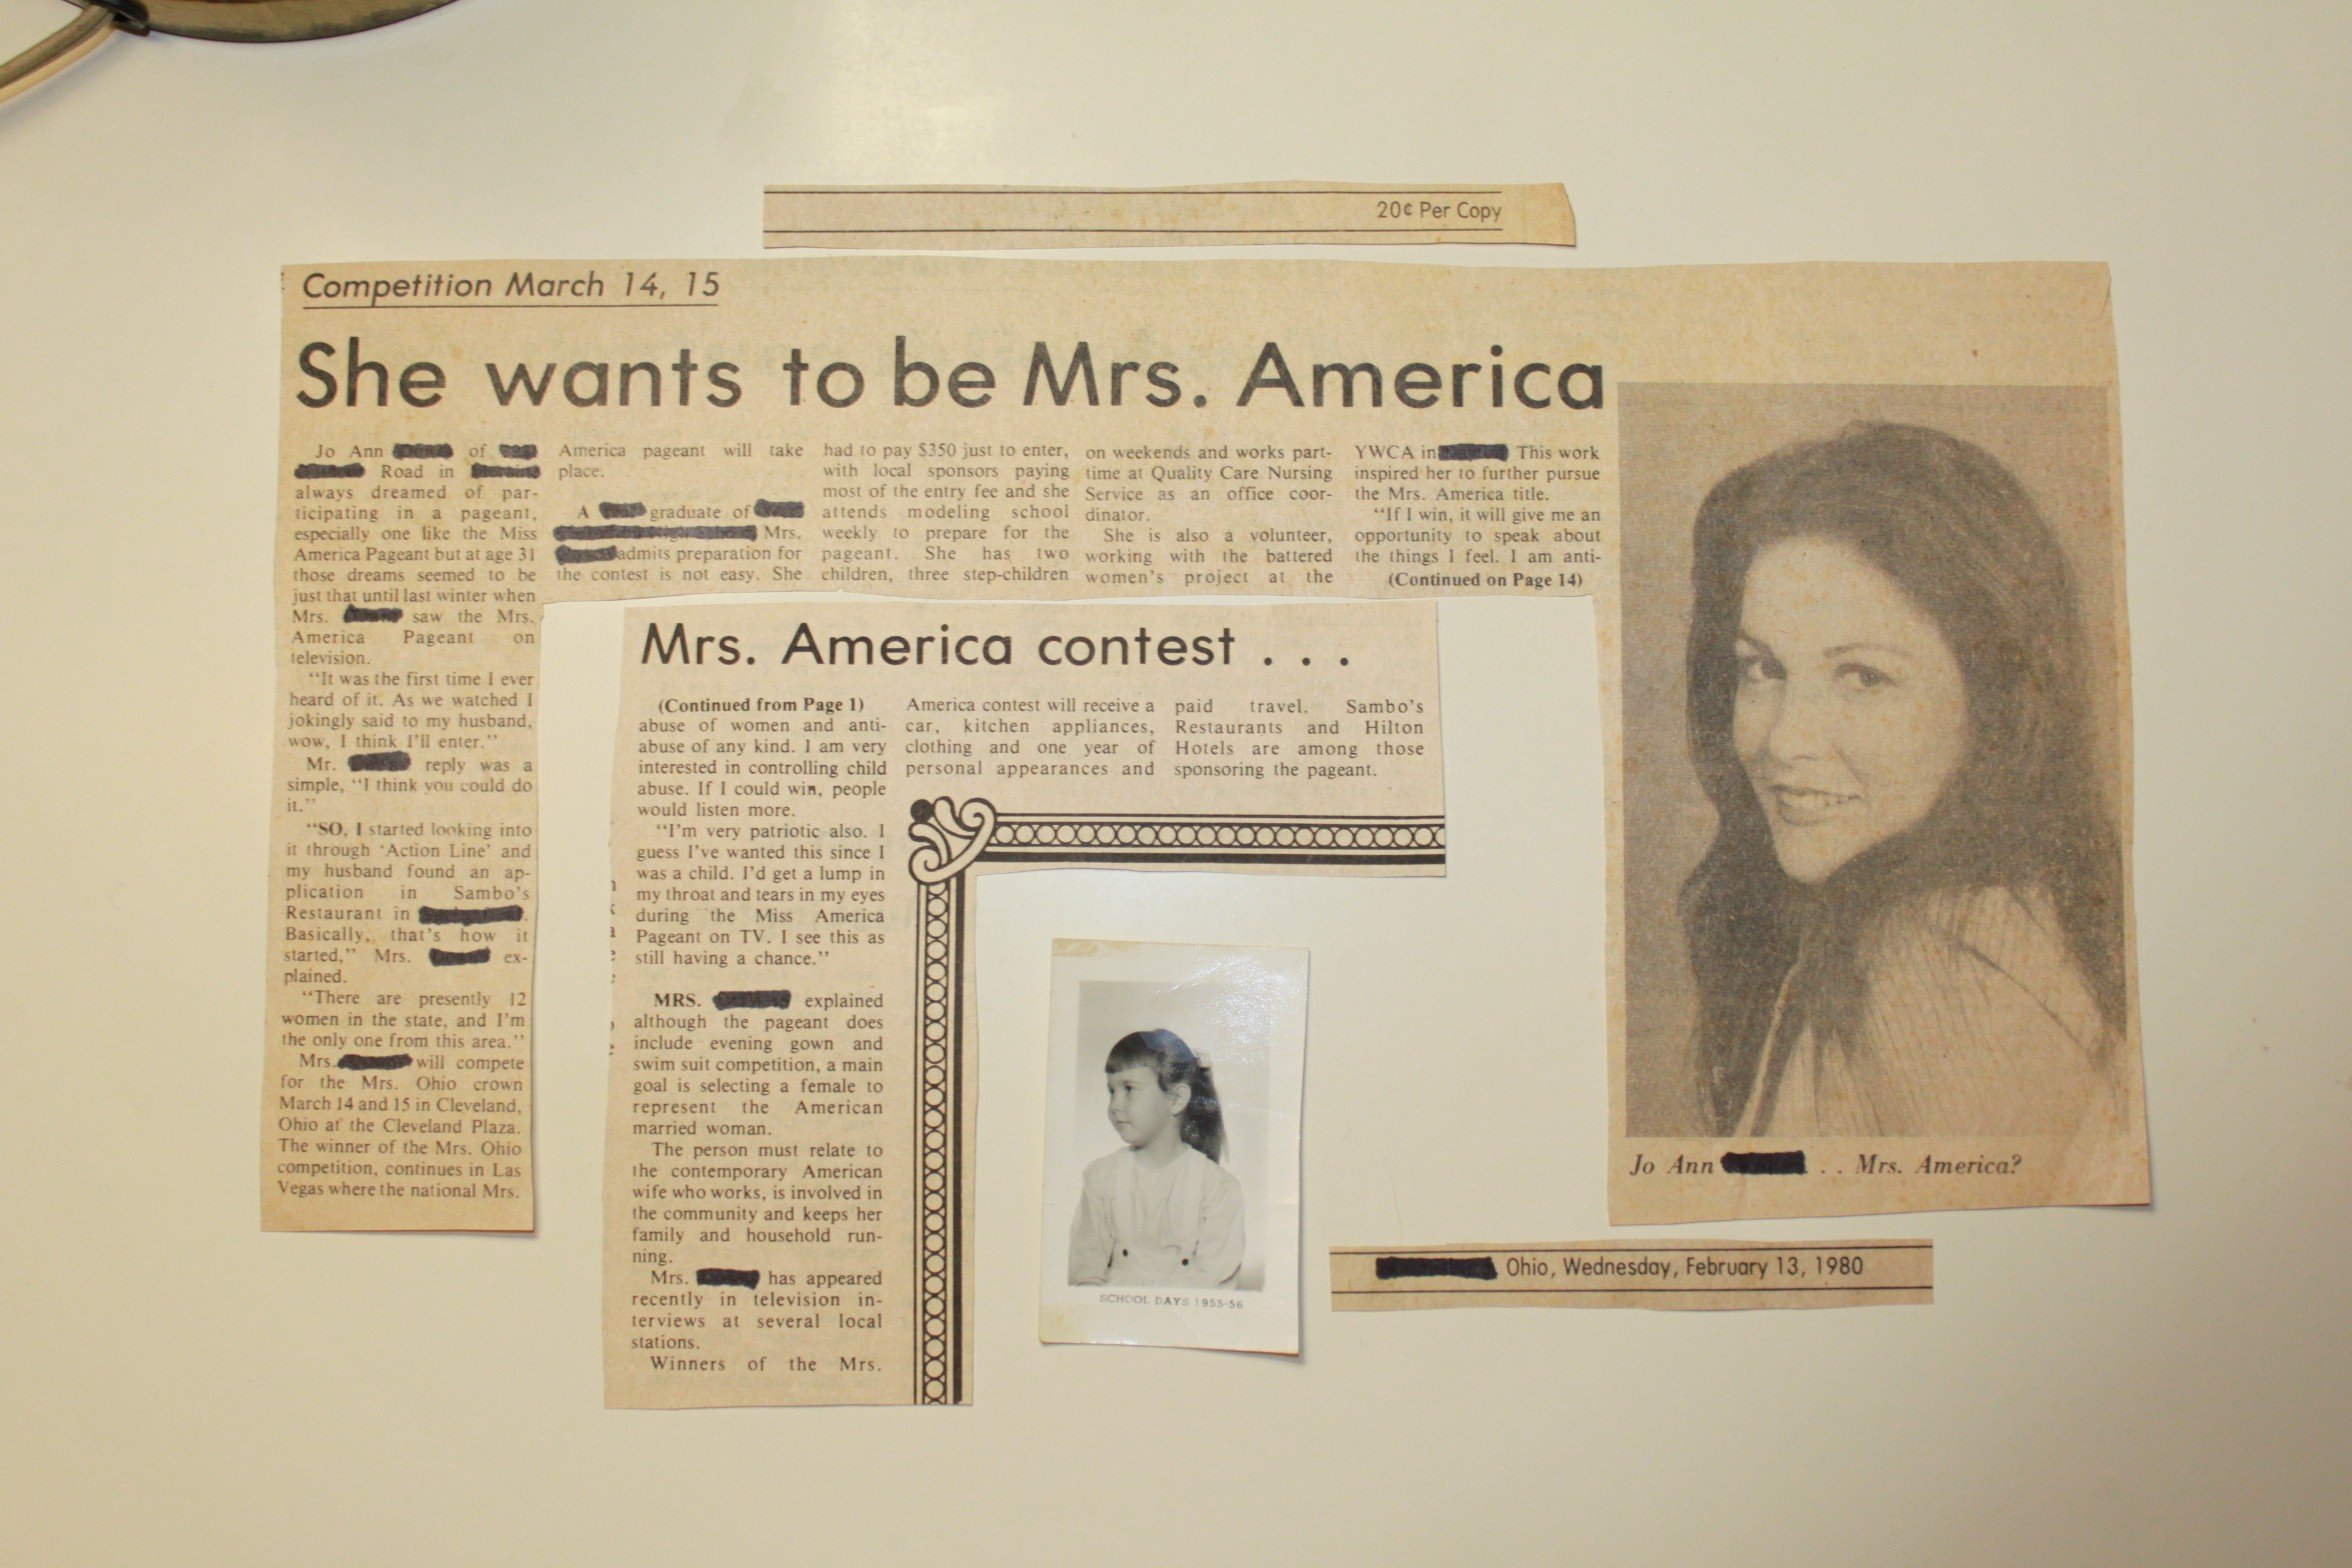 20¢ Per Copy
Competition March 14, 15
She wants to be Mrs. America
Jo Ann of
Road in
always dreamed of par-
ticipating in a pageant,
especially one like the Miss
America Pageant but at age 31
those dreams seemed to be
just that until last winter when
Mrs. saw the Mrs.
America Pageant on
television.
"It was the first time I ever
heard of it. As we watched I
jokingly said to my husband,
wow, I think I'll enter."
Mr. reply was a
simple, "I think you could do
it."
"SO, I started looking into
it through 'Action Line' and
my husband found an ap-
plication in Sambo's
Restaurant in .
Basically, that's how it
started," Mrs. ex-
plained.
"There are presently 12
women in the state, and I'm
the only one from this area."
Mrs. will compete
for the Mrs. Ohio crown
March 14 and 15 in Cleveland,
Ohio at the Cleveland Plaza.
The winner of the Mrs. Ohio
competition, continues in Las
Vegas where the national Mrs.
America pageant will take
place.
A graduate of
Mrs.
admits preparation for
the contest is not easy. She
had to pay $350 just to enter,
with local sponsors paying
most of the entry fee and she
attends modeling school
weekly to prepare for the
pageant. She has two
children, three step-children
on weekends and works part-
time at Quality Care Nursing
Service as an office coor-
dinator.
She is also a volunteer,
working with the battered
women's project at the
YWCA in This work
inspired her to further pursue
the Mrs. America title.
"If I win, it will give me an
opportunity to speak about
the things I feel. I am anti-
(Continued on Page 14)
Mrs. America contest . . .
(Continued from Page 1)
abuse of women and anti-
abuse of any kind. I am very
interested in controlling child
abuse. If I could win, people
would listen more.
"I'm very patriotic also. I
guess I've wanted this since I
was a child. I'd get a lump in
my throat and tears in my eyes
during the Miss America
Pageant on TV. I see this as
still having a chance."
MRS. explained
although the pageant does
include evening gown and
swim suit competition, a main
goal is selecting a female to
represent the American
married woman.
The person must relate to
the contemporary American
wife who works, is involved in
the community and keeps her
family and household run-
ning.
Mrs. has appeared
recently in television in-
terviews at several local
stations.
Winners of the Mrs.
America contest will receive a
car, kitchen appliances,
clothing and one year of
personal appearances and
paid travel. Sambo's
Restaurants and Hilton
Hotels are among those
sponsoring the pageant.
SCHOOL DAYS 1955-56
Jo Ann . . Mrs. America?
Ohio, Wednesday, February 13, 1980